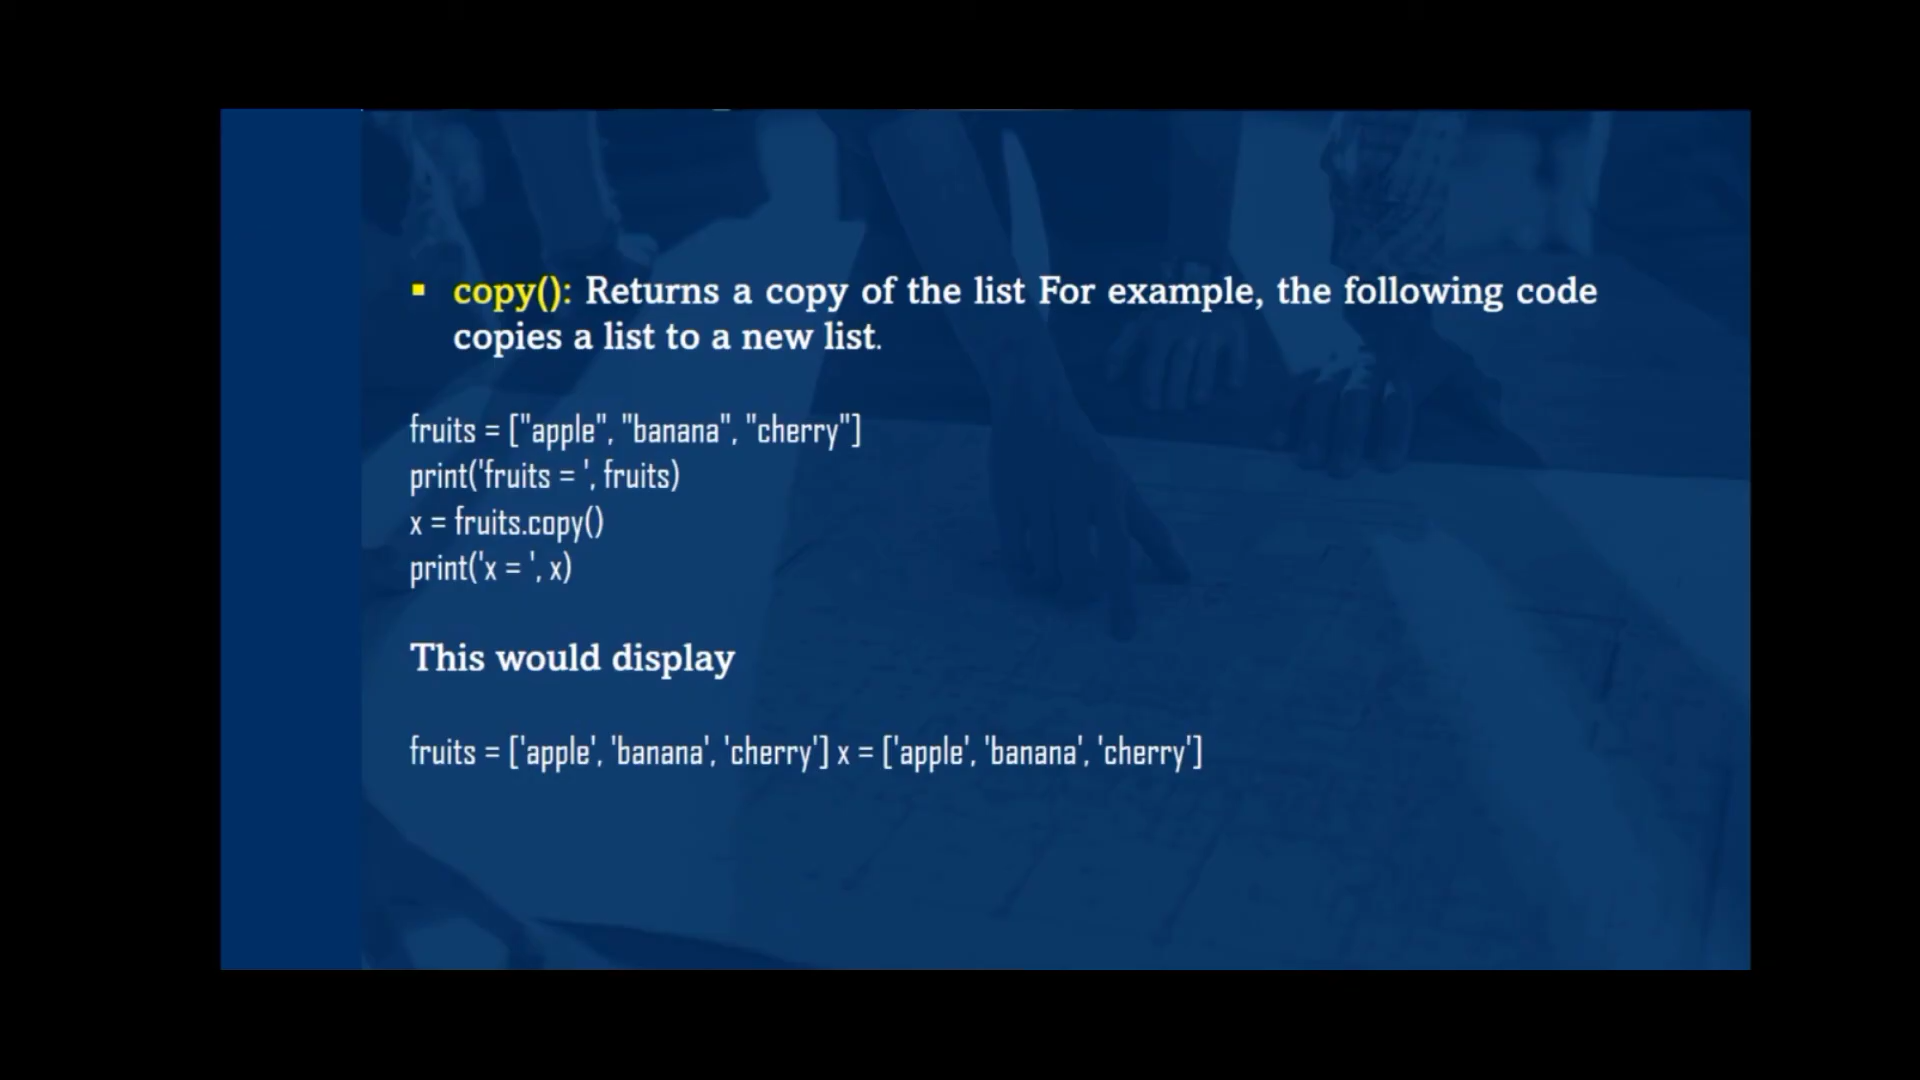 ▪ copy(): Returns a copy of the list For example, the following code
copies a list to a new list.
fruits = ["apple", "banana", "cherry"]
print('fruits = ', fruits)
x = fruits.copy()
print('x = ', x)
This would display
fruits = ['apple', 'banana', 'cherry'] x = ['apple', 'banana', 'cherry']